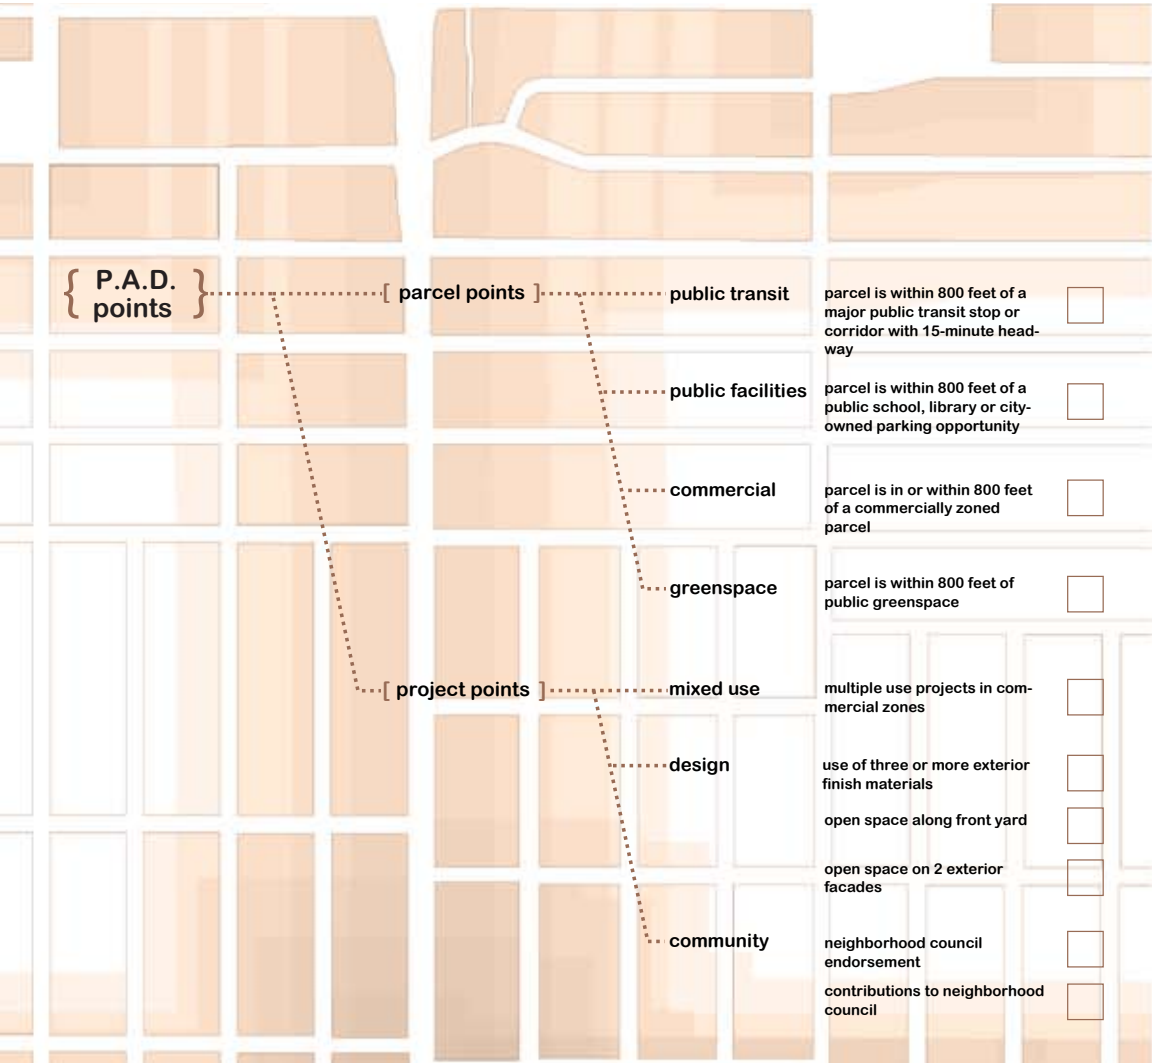 { P.A.D. points }
[ parcel points ]
public transit
parcel is within 800 feet of a
major public transit stop or
corridor with 15-minute head-
way
public facilities
parcel is within 800 feet of a
public school, library or city-
owned parking opportunity
commercial
parcel is in or within 800 feet
of a commercially zoned
parcel
greenspace
parcel is within 800 feet of
public greenspace
[ project points ]
mixed use
multiple use projects in com-
mercial zones
design
use of three or more exterior
finish materials
open space along front yard
open space on 2 exterior
facades
community
neighborhood council
endorsement
contributions to neighborhood
council